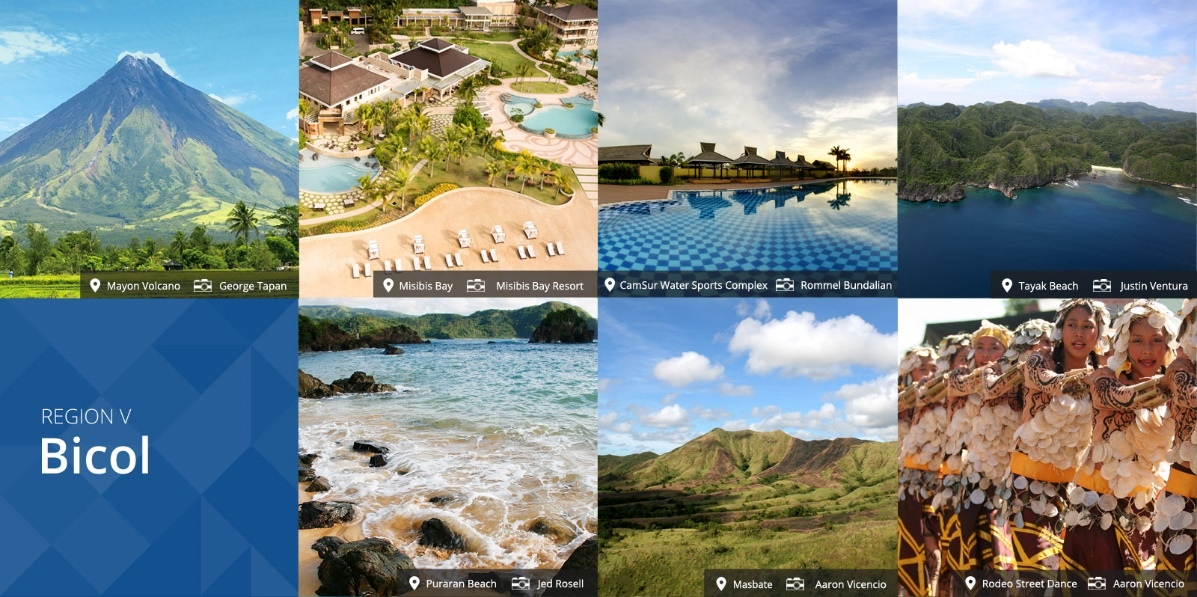 Mayon Volcano George Tapan
Misibis Bay Misibis Bay Resort
CamSur Water Sports Complex Rommel Bundalian
Tayak Beach Justin Ventura
REGION V
Bicol
Puraran Beach Jed Rosell
Masbate Aaron Vicencio
Rodeo Street Dance Aaron Vicencio